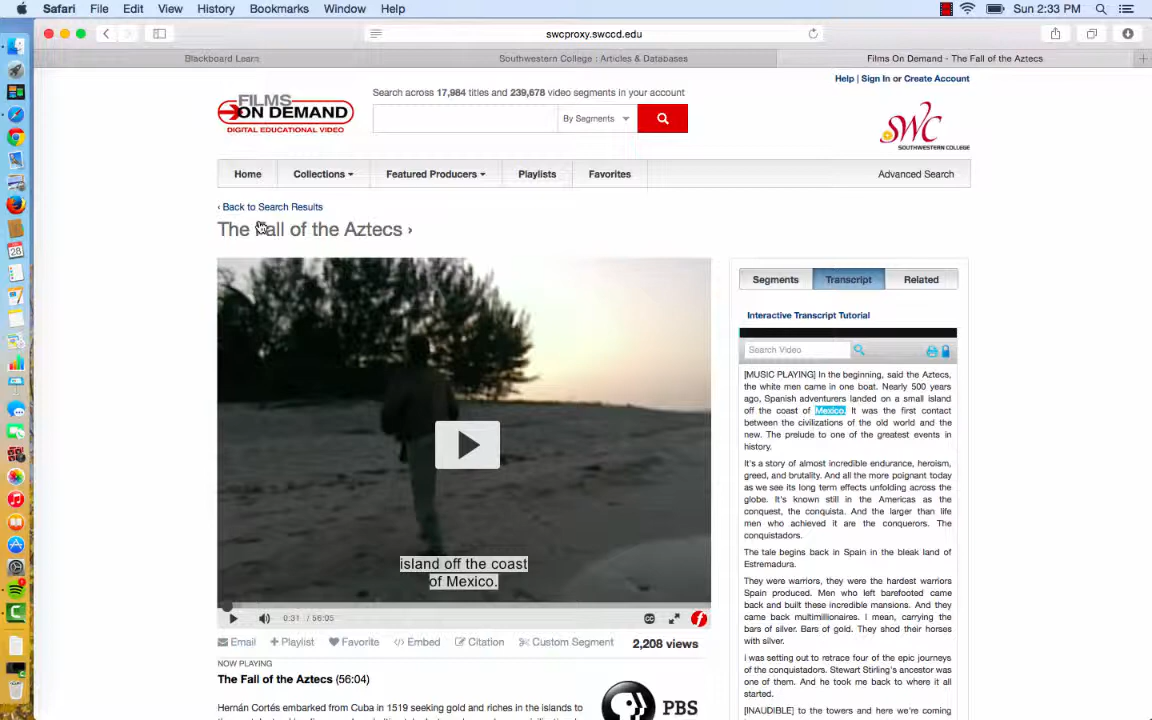 Safari File Edit View History Bookmarks Window Help Sun 2:33 PM
swcproxy.swccd.edu
Blackboard Learn Southwestern College : Articles & Databases Films On Demand - The Fall of the Aztecs
Help | Sign In or Create Account
FILMS
ON DEMAND
DIGITAL EDUCATIONAL VIDEO
Search across 17,984 titles and 239,678 video segments in your account
By Segments
SWC
SOUTHWESTERN COLLEGE
Home Collections Featured Producers Playlists Favorites Advanced Search
‹ Back to Search Results
The Fall of the Aztecs ›
island off the coast
of Mexico.
0:31 / 56:05
CC
Email + Playlist Favorite </> Embed Citation Custom Segment 2,208 views
NOW PLAYING
The Fall of the Aztecs (56:04)
Hernán Cortés embarked from Cuba in 1519 seeking gold and riches in the islands to
PBS
Segments Transcript Related
Interactive Transcript Tutorial
Search Video
[MUSIC PLAYING] In the beginning, said the Aztecs,
the white men came in one boat. Nearly 500 years
ago, Spanish adventurers landed on a small island
off the coast of Mexico. It was the first contact
between the civilizations of the old world and the
new. The prelude to one of the greatest events in
history.
It's a story of almost incredible endurance, heroism,
greed, and brutality. And all the more poignant today
as we see its long term effects unfolding across the
globe. It's known still in the Americas as the
conquest, the conquista. And the larger than life
men who achieved it are the conquerors. The
conquistadors.
The tale begins back in Spain in the bleak land of
Estremadura.
They were warriors, they were the hardest warriors
Spain produced. Men who left barefooted came
back and built these incredible mansions. And they
came back multimillionaires. I mean, carrying the
bars of silver. Bars of gold. They shod their horses
with silver.
I was setting out to retrace four of the epic journeys
of the conquistadors. Stewart Stirling's ancestor was
one of them. And he took me back to where it all
started.
[INAUDIBLE] to the towers and here we're coming